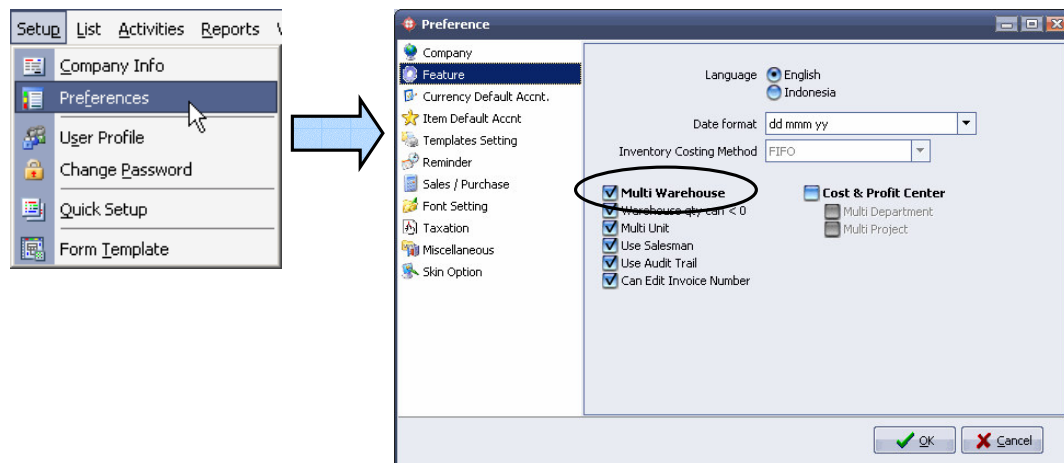 Setup List Activities Reports
Company Info
Preferences
User Profile
Change Password
Quick Setup
Form Template
Preference
Company
Feature
Currency Default Accnt.
Item Default Accnt
Templates Setting
Reminder
Sales / Purchase
Font Setting
Taxation
Miscellaneous
Skin Option
Language English
Indonesia
Date format dd mmm yy
Inventory Costing Method FIFO
Multi Warehouse
Warehouse qty can < 0
Multi Unit
Use Salesman
Use Audit Trail
Can Edit Invoice Number
Cost & Profit Center
Multi Department
Multi Project
OK Cancel